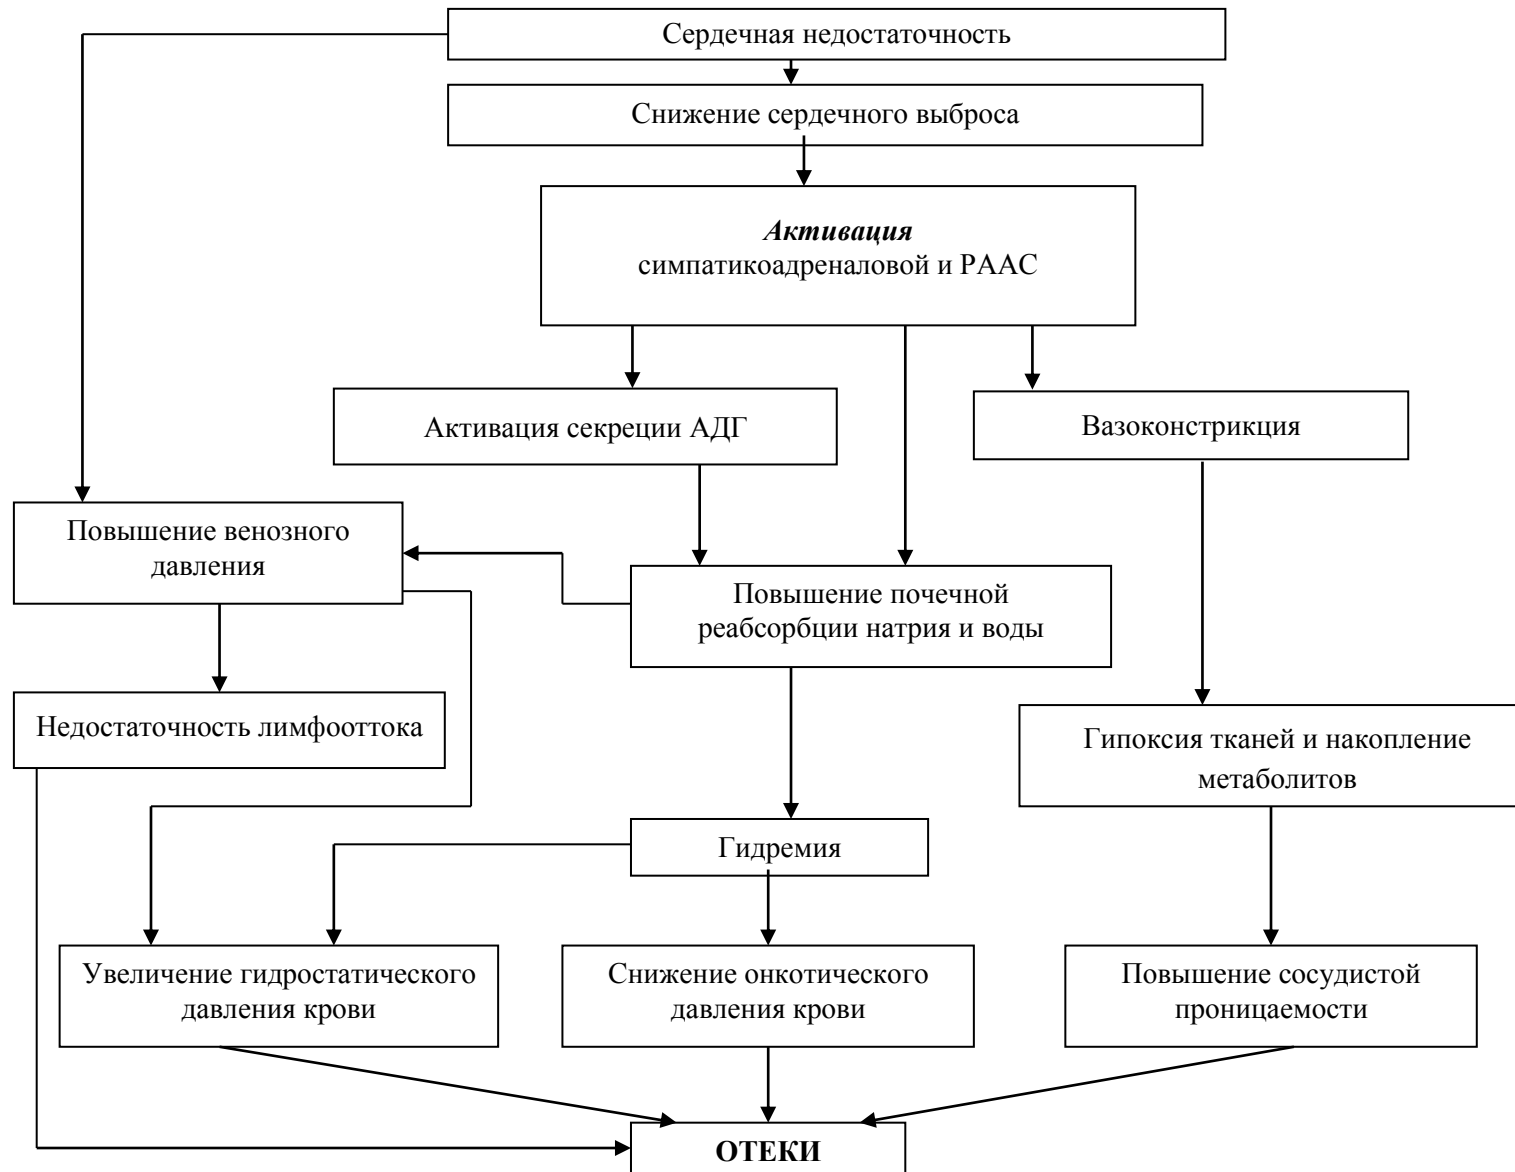 Сердечная недостаточность
Снижение сердечного выброса
Активация
симпатикоадреналовой и РААС
Активация секреции АДГ
Вазоконстрикция
Повышение венозного
давления
Повышение почечной
реабсорбции натрия и воды
Недостаточность лимфооттока
Гипоксия тканей и накопление
метаболитов
Гидремия
Увеличение гидростатического
давления крови
Снижение онкотического
давления крови
Повышение сосудистой
проницаемости
ОТЕКИ